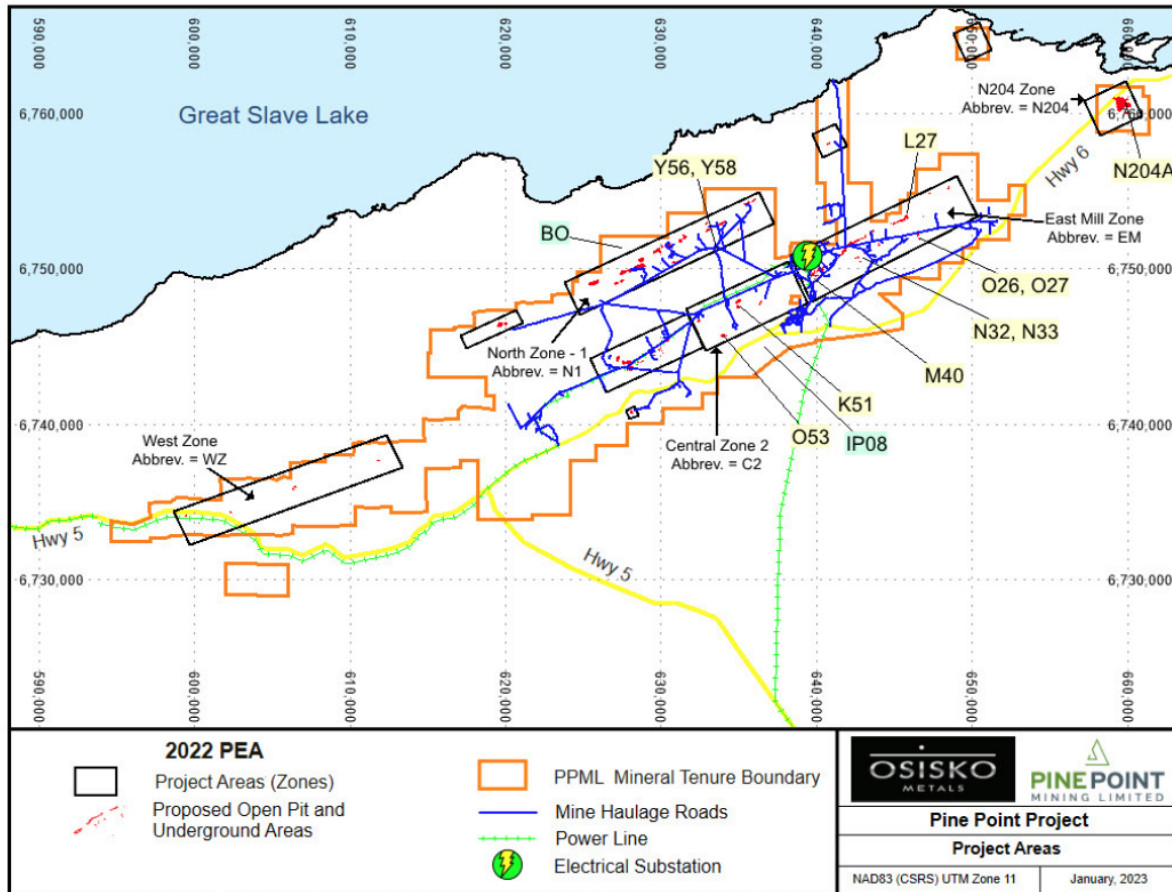 590,000
600,000
610,000
620,000
630,000
640,000
650,000
660,000
N204 Zone
Abbrev. = N204
6,760,000
6,760,000
Great Slave Lake
L27
Hwy 6
N204A
Y56, Y58
BO
East Mill Zone
Abbrev. = EM
6,750,000
6,750,000
O26, O27
N32, N33
North Zone - 1
Abbrev. = N1
M40
K51
6,740,000
6,740,000
West Zone
Abbrev. = WZ
Central Zone 2
Abbrev. = C2
O53
IP08
Hwy 5
Hwy 5
6,730,000
6,730,000
590,000
600,000
610,000
620,000
630,000
640,000
650,000
660,000
2022 PEA
Project Areas (Zones)
Proposed Open Pit and
Underground Areas
PPML Mineral Tenure Boundary
Mine Haulage Roads
Power Line
Electrical Substation
OSISKO
METALS
PINE POINT
MINING LIMITED
Pine Point Project
Project Areas
NAD83 (CSRS) UTM Zone 11
January, 2023